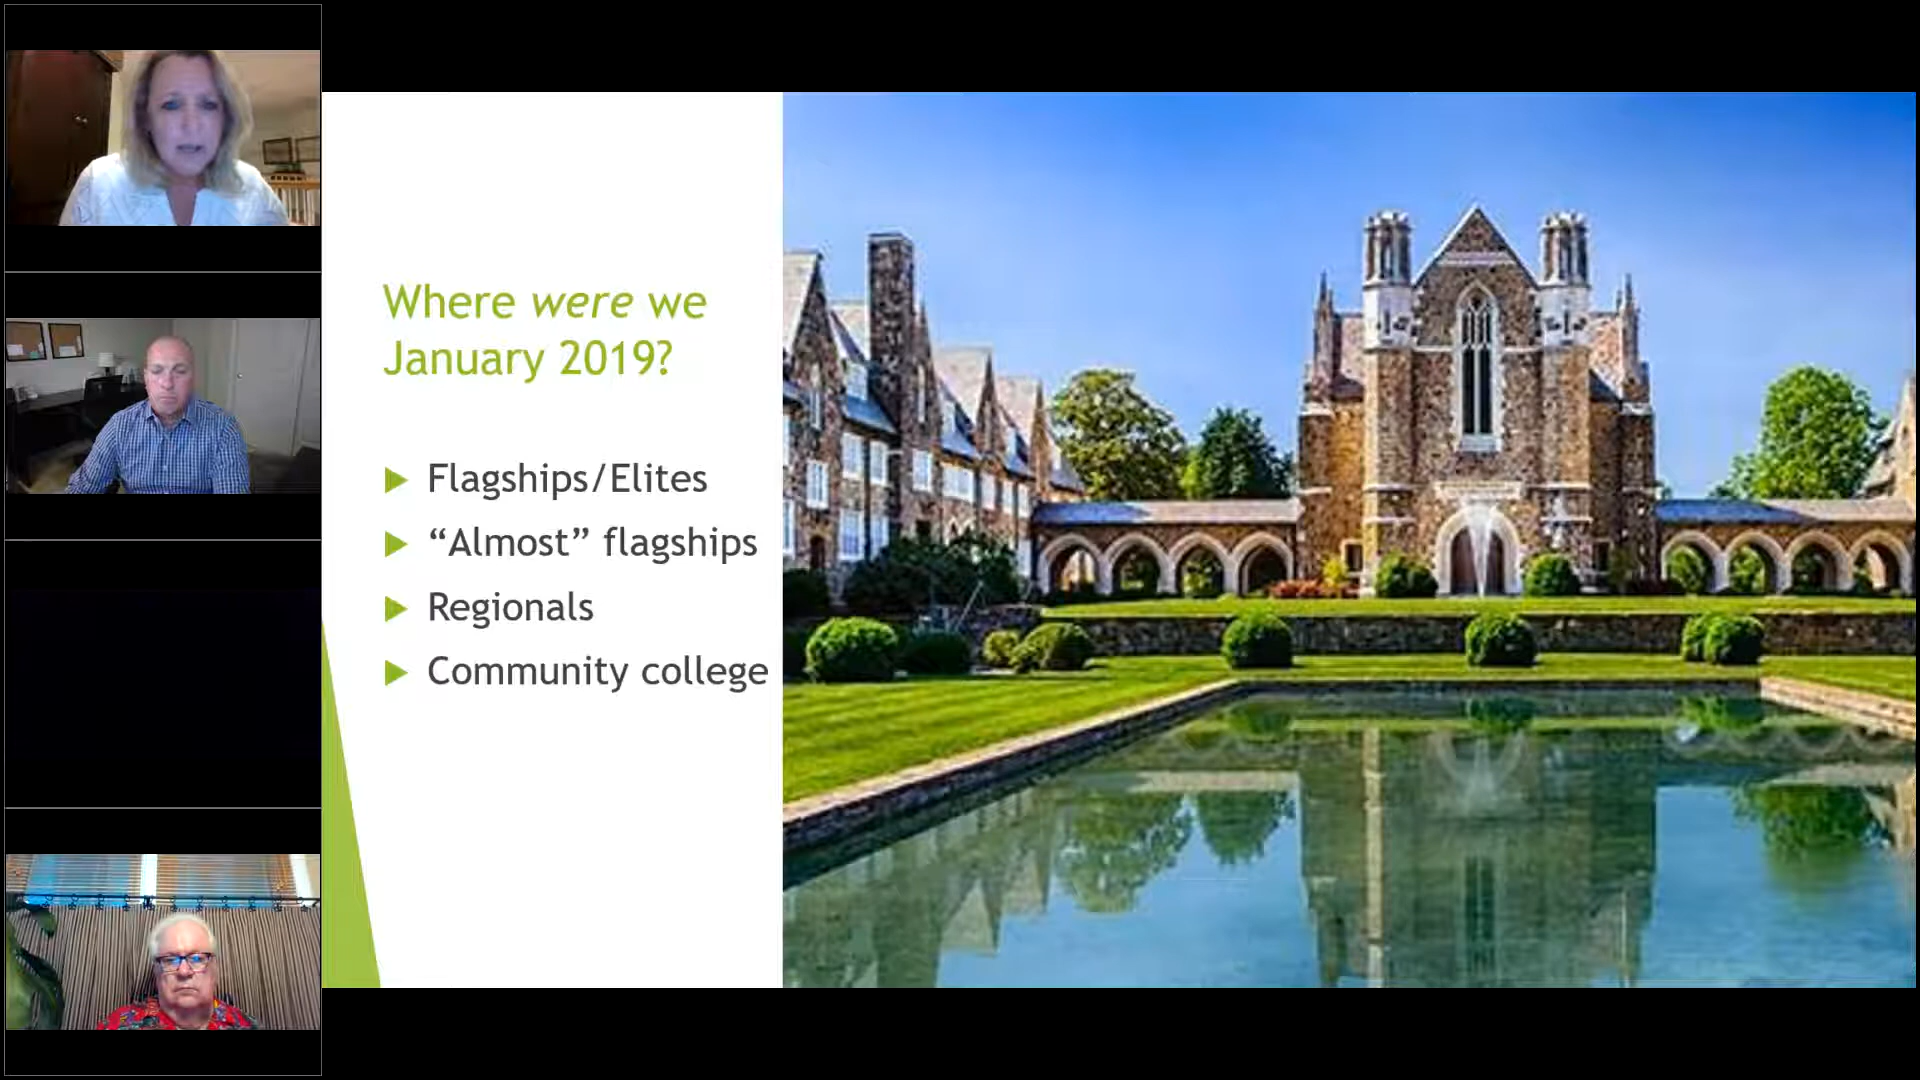 Where were we
January 2019?
Flagships/Elites
“Almost” flagships
Regionals
Community college